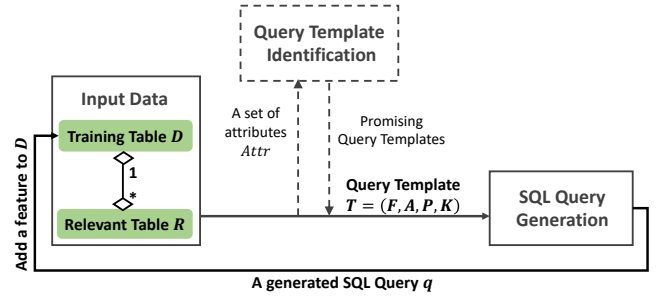 Query Template
Identification
Input Data
Training Table D
1
*
Relevant Table R
Add a feature to D
A set of
attributes
Attr
Promising
Query Templates
Query Template
T = (F, A, P, K)
SQL Query
Generation
A generated SQL Query q